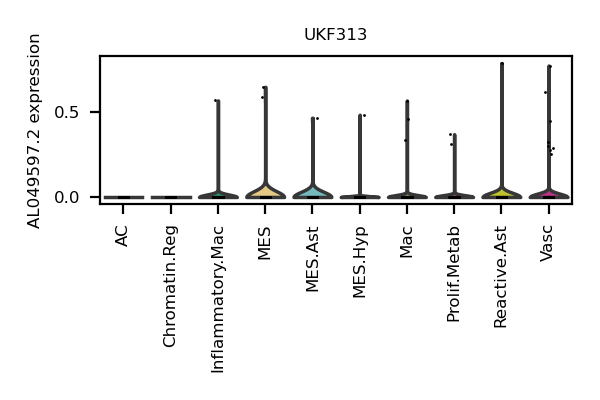 UKF313
AL049597.2 expression
0.5
0.0
AC
Chromatin.Reg
Inflammatory.Mac
MES
MES.Ast
MES.Hyp
Mac
Prolif.Metab
Reactive.Ast
Vasc